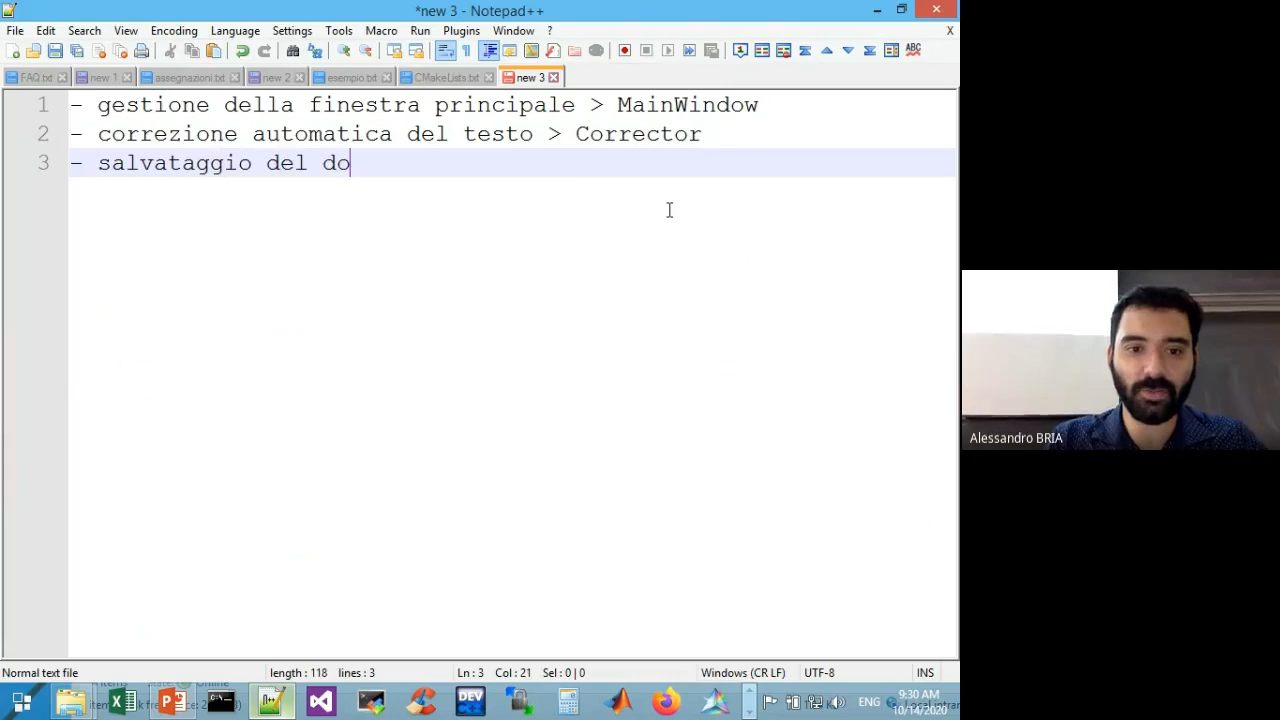 *new 3 - Notepad++
File Edit Search View Encoding Language Settings Tools Macro Run Plugins Window ? X
FAQ.txt new 1 assegnazioni.txt new 2 esempio.txt CMakeLists.txt new 3
1 - gestione della finestra principale > MainWindow
2 - correzione automatica del testo > Corrector
3 - salvataggio del do
Alessandro BRIA
Normal text file length : 118 lines : 3 Ln : 3 Col : 21 Sel : 0 | 0 Windows (CR LF) UTF-8 INS
DEV
ENG
9:30 AM
10/14/2020